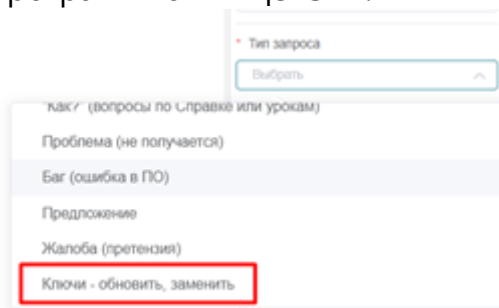 * Тип запроса
Выбрать
"Как?" (вопросы по Справке или урокам)
Проблема (не получается)
Баг (ошибка в ПО)
Предложение
Жалоба (претензия)
Ключи - обновить, заменить